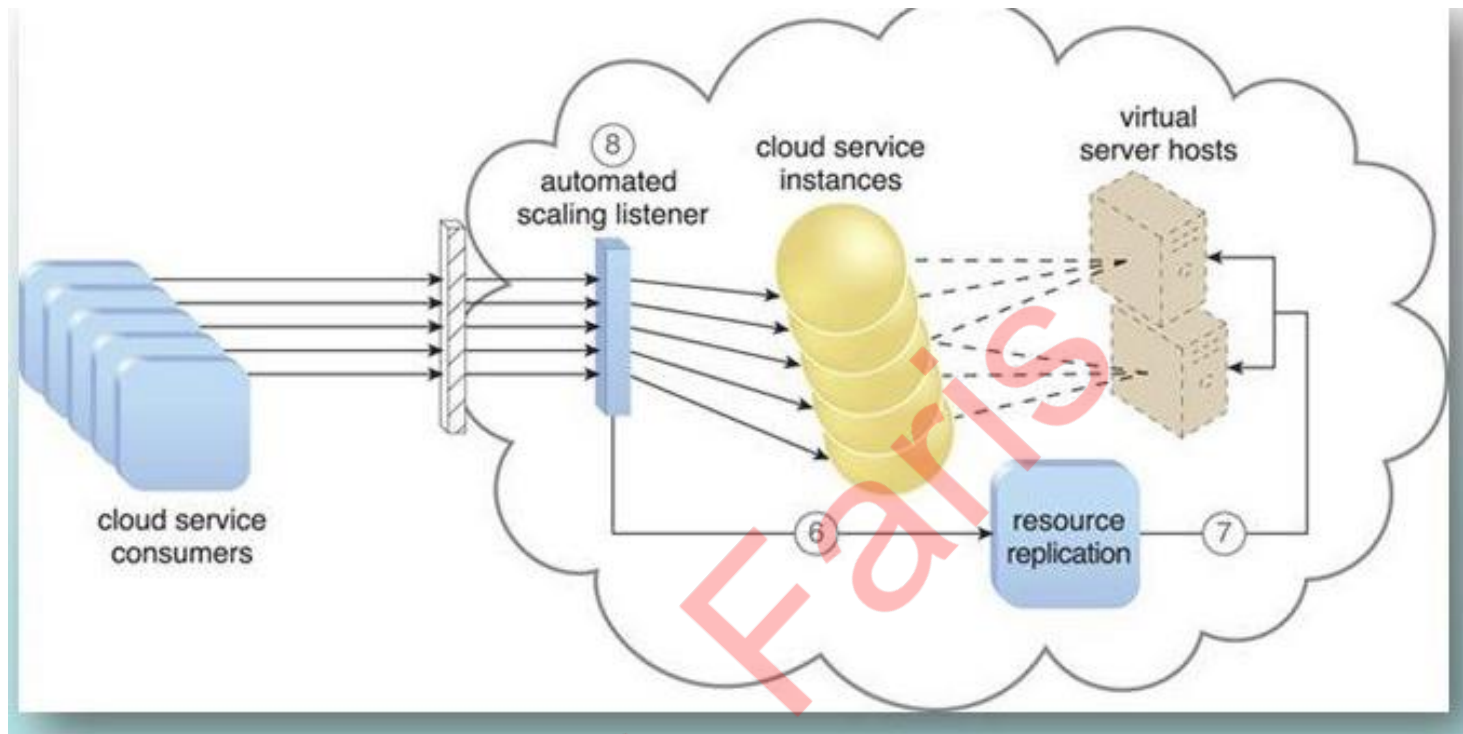 virtual
server hosts
8
automated
scaling listener
cloud service
instances
cloud service
consumers
6
resource
replication
7
Faris